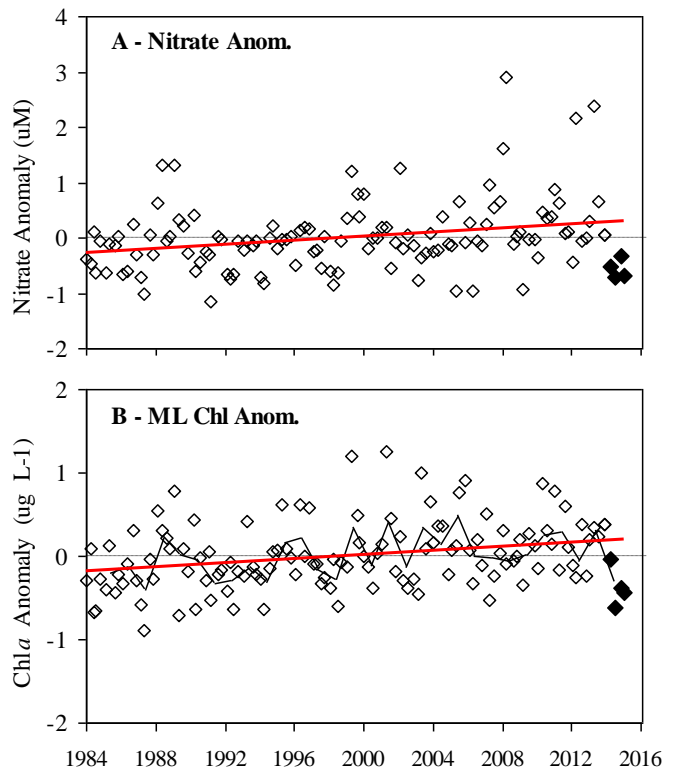 4
A - Nitrate Anom.
3
2
1
0
-1
-2
Nitrate Anomaly (uM)
2
B - ML Chl Anom.
1
0
-1
-2
Chl a Anomaly (ug L-1)
1984 1988 1992 1996 2000 2004 2008 2012 2016